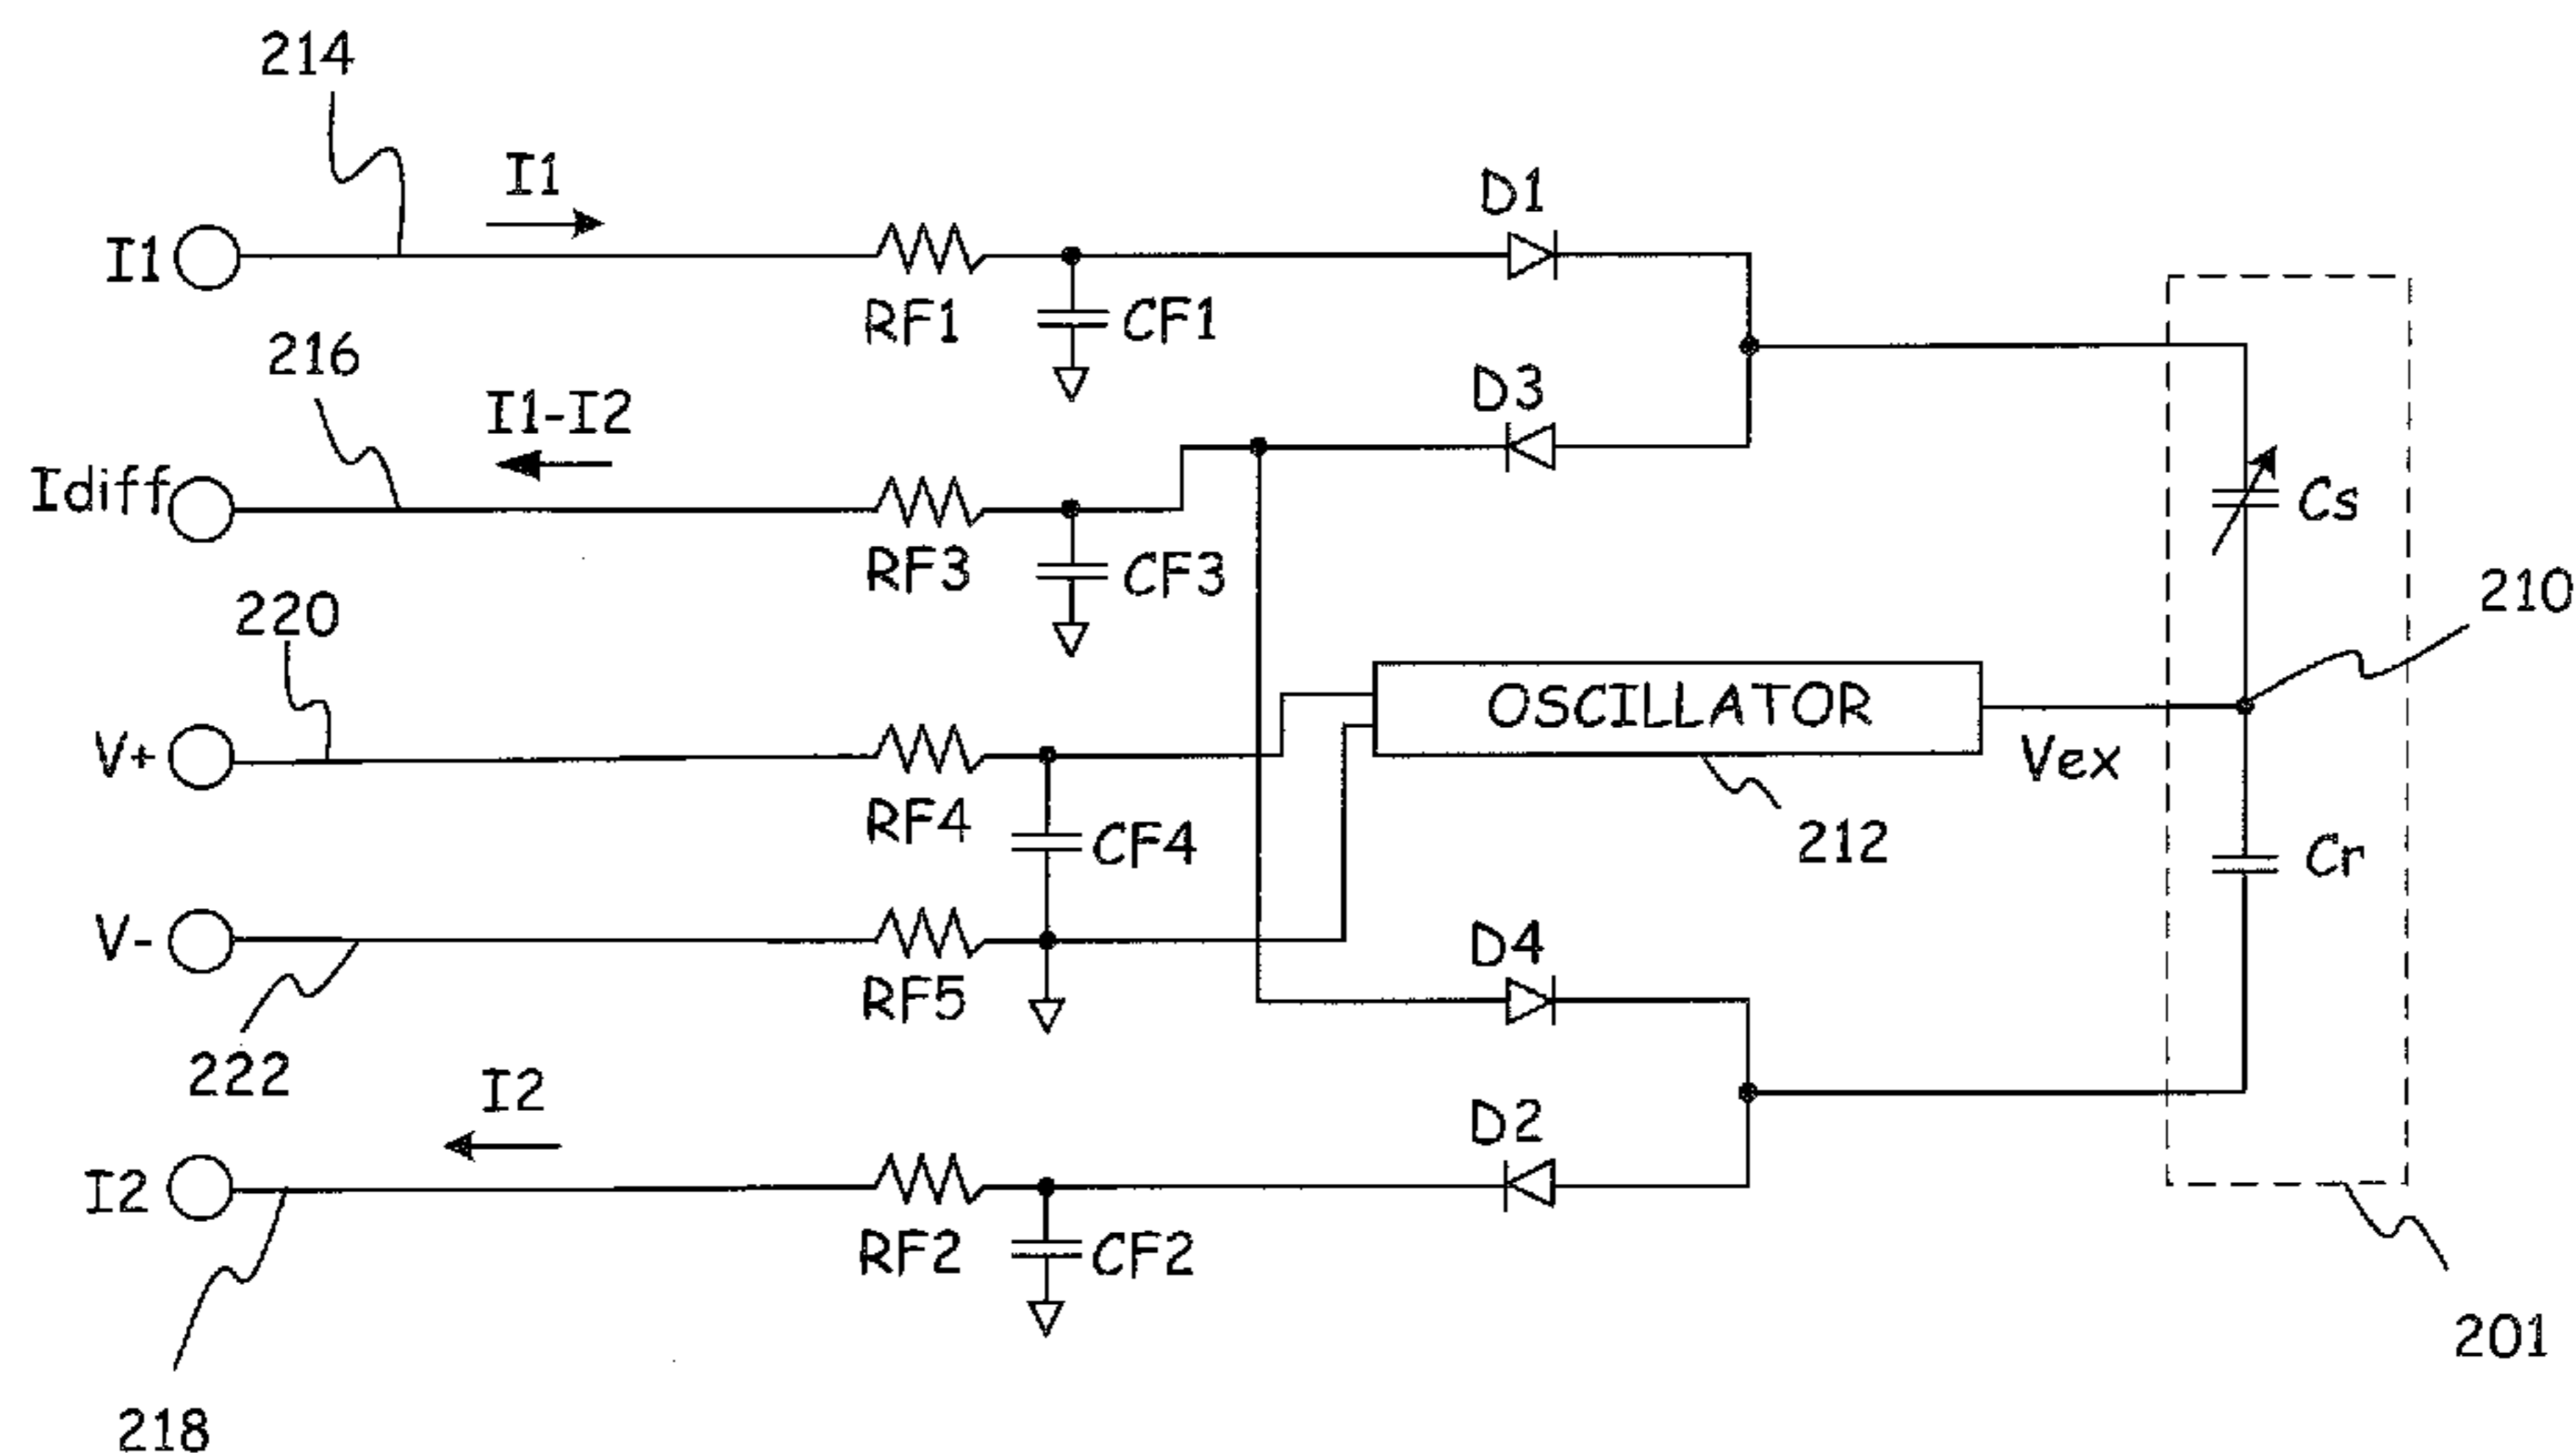 214
I1
D1
I1
RF1
CF1
216
I1-I2
D3
Idiff
Cs
RF3
CF3
210
220
OSCILLATOR
V+
Vex
RF4
CF4
212
Cr
V-
D4
RF5
222
I2
D2
I2
RF2
CF2
201
218